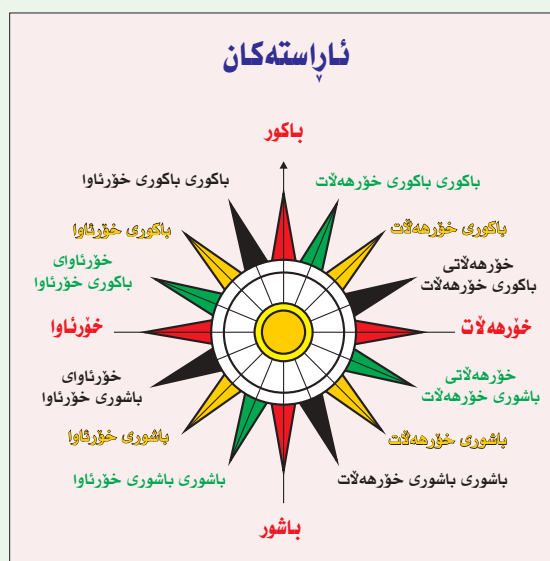 ئاڕاستەکان
باکور
باکوری باکوری خۆرهەڵات
باکوری باکوری خۆرئاوا
باکوری خۆرهەڵات
باکوری خۆرئاوا
خۆرهەڵاتی
باکوری خۆرهەڵات
خۆرئاوای
باکوری خۆرئاوا
خۆرهەڵات
خۆرئاوا
خۆرهەڵاتی
باشوری خۆرهەڵات
خۆرئاوای
باشوری خۆرئاوا
باشوری خۆرهەڵات
باشوری خۆرئاوا
باشوری باشوری خۆرهەڵات
باشوری باشوری خۆرئاوا
باشور